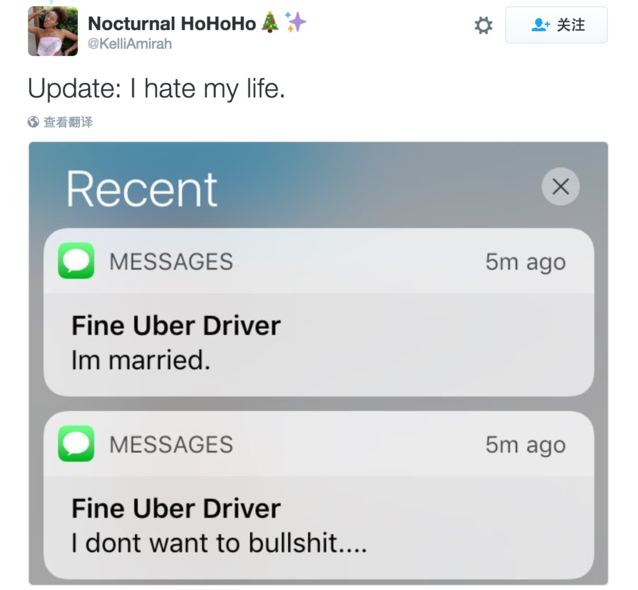 Nocturnal HoHoHo🎄✨
@KelliAmirah
关注
Update: I hate my life.
查看翻译
Recent
MESSAGES 5m ago
Fine Uber Driver
Im married.
MESSAGES 5m ago
Fine Uber Driver
I dont want to bullshit....